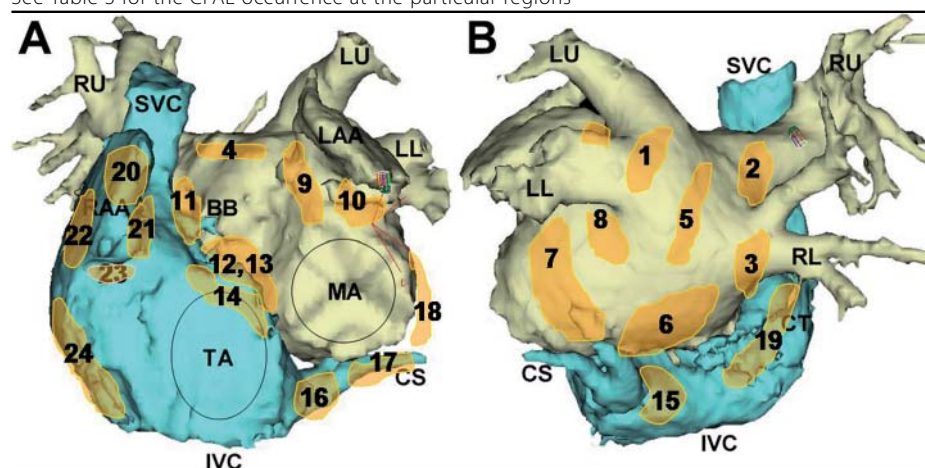 See Table 3 for the CFAE occurrence at the particular regions
A
B
RU
LU
SVC
LAA
LL
4
20
9
10
11
RAA
BB
22
21
23
12,13
14
MA
18
24
TA
17
CS
16
IVC
LU
SVC
RU
1
2
LL
5
8
7
3
RL
6
CT
19
CS
15
IVC